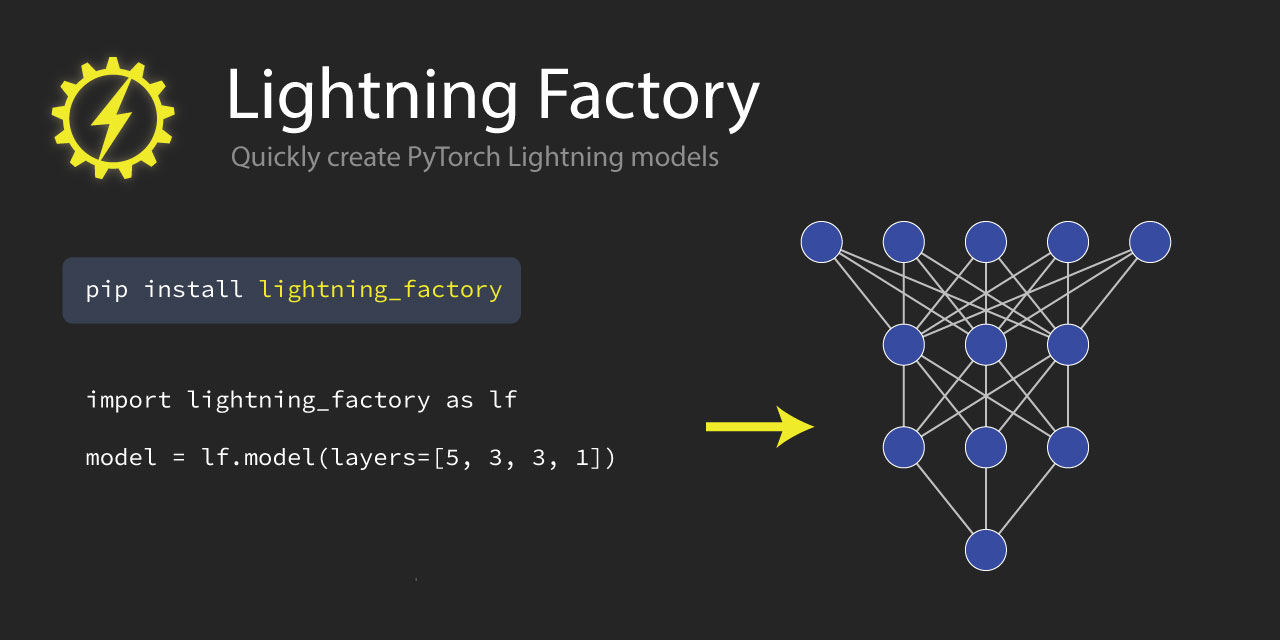 Lightning Factory
Quickly create PyTorch Lightning models
pip install lightning_factory
import lightning_factory as lf
model = lf.model(layers=[5, 3, 3, 1])